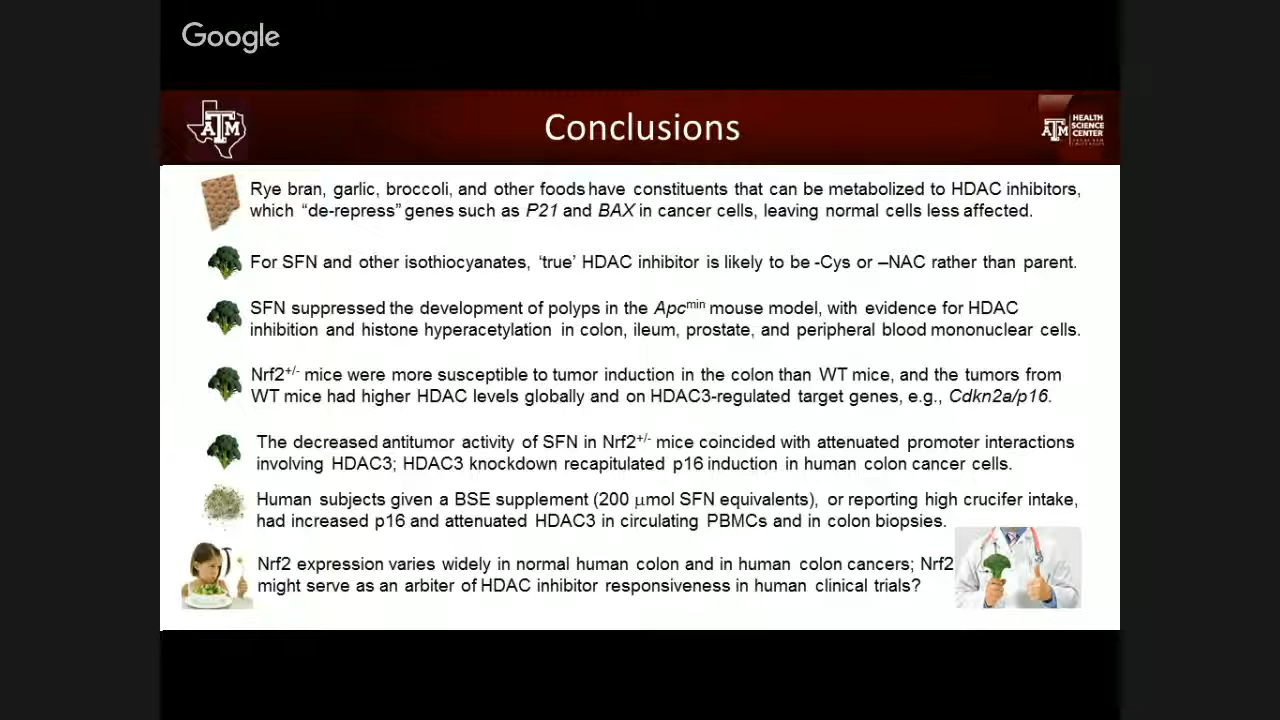 Google
Conclusions
ATM
ATM
HEALTH
SCIENCE
CENTER
Rye bran, garlic, broccoli, and other foods have constituents that can be metabolized to HDAC inhibitors,
which “de-repress” genes such as P21 and BAX in cancer cells, leaving normal cells less affected.
For SFN and other isothiocyanates, ‘true’ HDAC inhibitor is likely to be -Cys or –NAC rather than parent.
SFN suppressed the development of polyps in the Apcmin mouse model, with evidence for HDAC
inhibition and histone hyperacetylation in colon, ileum, prostate, and peripheral blood mononuclear cells.
Nrf2+/- mice were more susceptible to tumor induction in the colon than WT mice, and the tumors from
WT mice had higher HDAC levels globally and on HDAC3-regulated target genes, e.g., Cdkn2a/p16.
The decreased antitumor activity of SFN in Nrf2+/- mice coincided with attenuated promoter interactions
involving HDAC3; HDAC3 knockdown recapitulated p16 induction in human colon cancer cells.
Human subjects given a BSE supplement (200 μmol SFN equivalents), or reporting high crucifer intake,
had increased p16 and attenuated HDAC3 in circulating PBMCs and in colon biopsies.
Nrf2 expression varies widely in normal human colon and in human colon cancers; Nrf2
might serve as an arbiter of HDAC inhibitor responsiveness in human clinical trials?